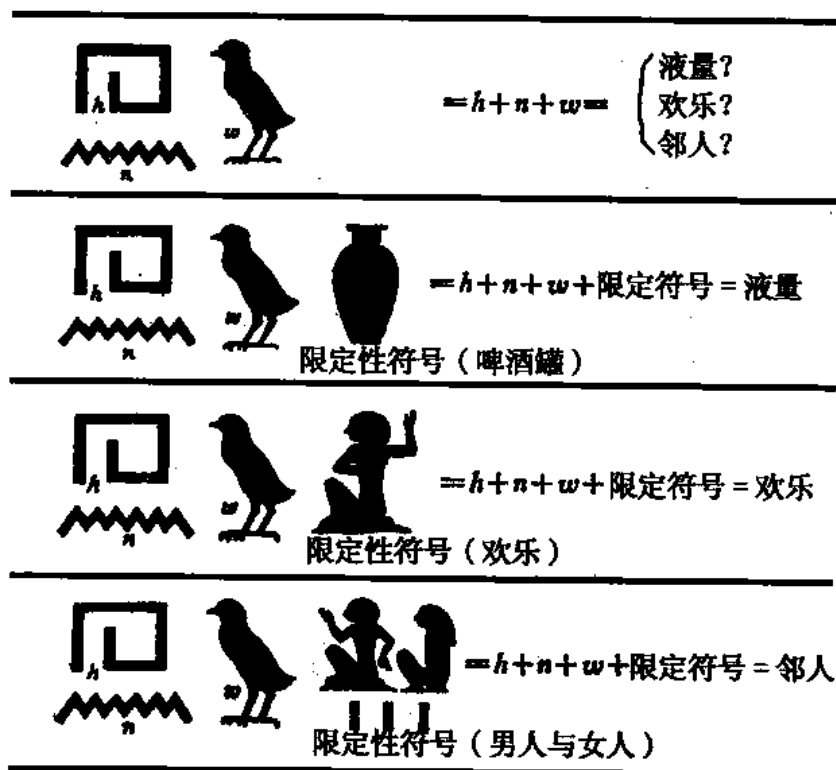 h
n
w
=h+n+w=
液量?
欢乐?
邻人?
h
n
w
=h+n+w+限定符号=液量
限定性符号（啤酒罐）
h
n
w
=h+n+w+限定符号=欢乐
限定性符号（欢乐）
h
n
w
=h+n+w+限定符号=邻人
限定性符号（男人与女人）